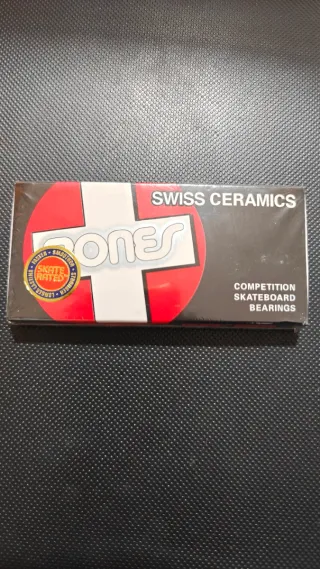 SWISS CERAMICS
BONES
SKATE
RATED
COMPETITION
SKATEBOARD
BEARINGS